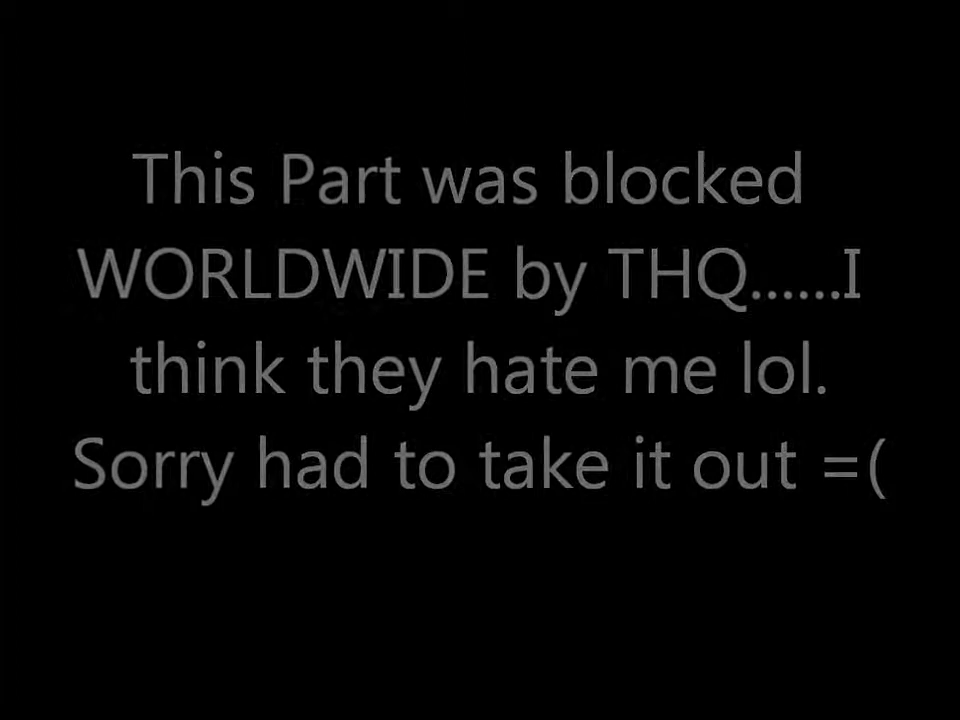 This Part was blocked
WORLDWIDE by THQ......I
think they hate me lol.
Sorry had to take it out =(